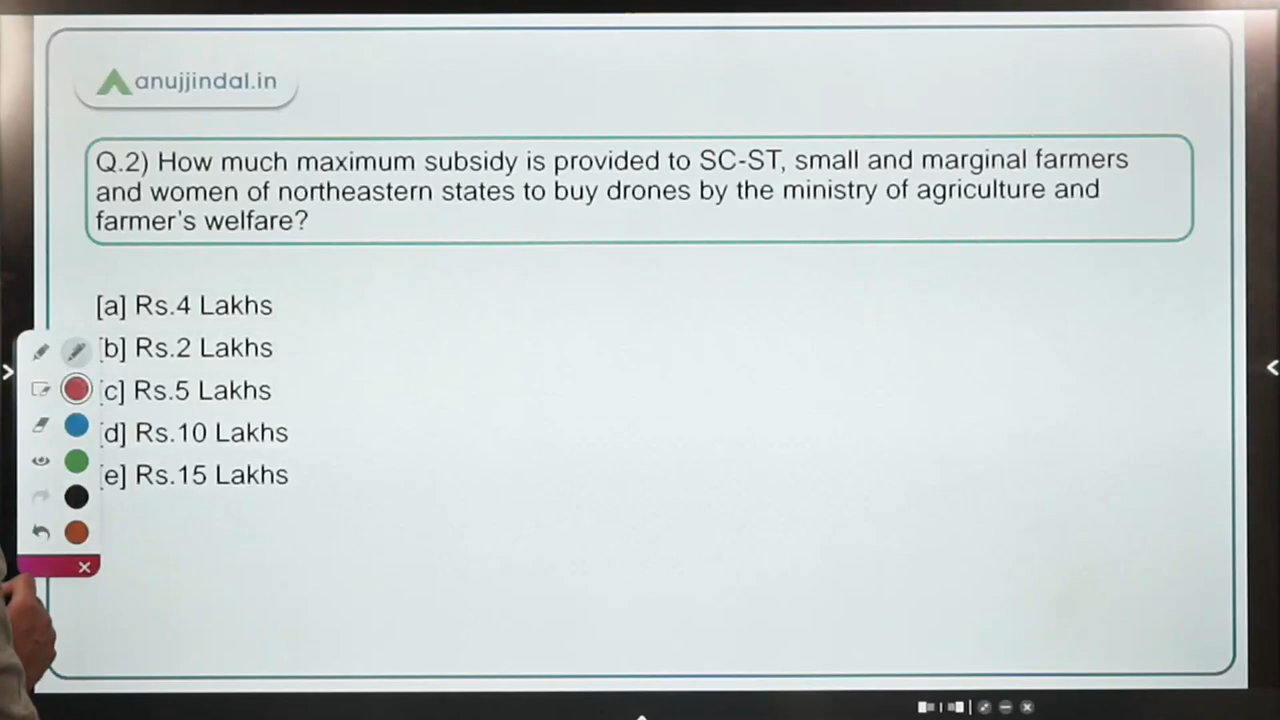 anujjindal.in
Q.2) How much maximum subsidy is provided to SC-ST, small and marginal farmers
and women of northeastern states to buy drones by the ministry of agriculture and
farmer's welfare?
[a] Rs.4 Lakhs
[b] Rs.2 Lakhs
[c] Rs.5 Lakhs
[d] Rs.10 Lakhs
[e] Rs.15 Lakhs